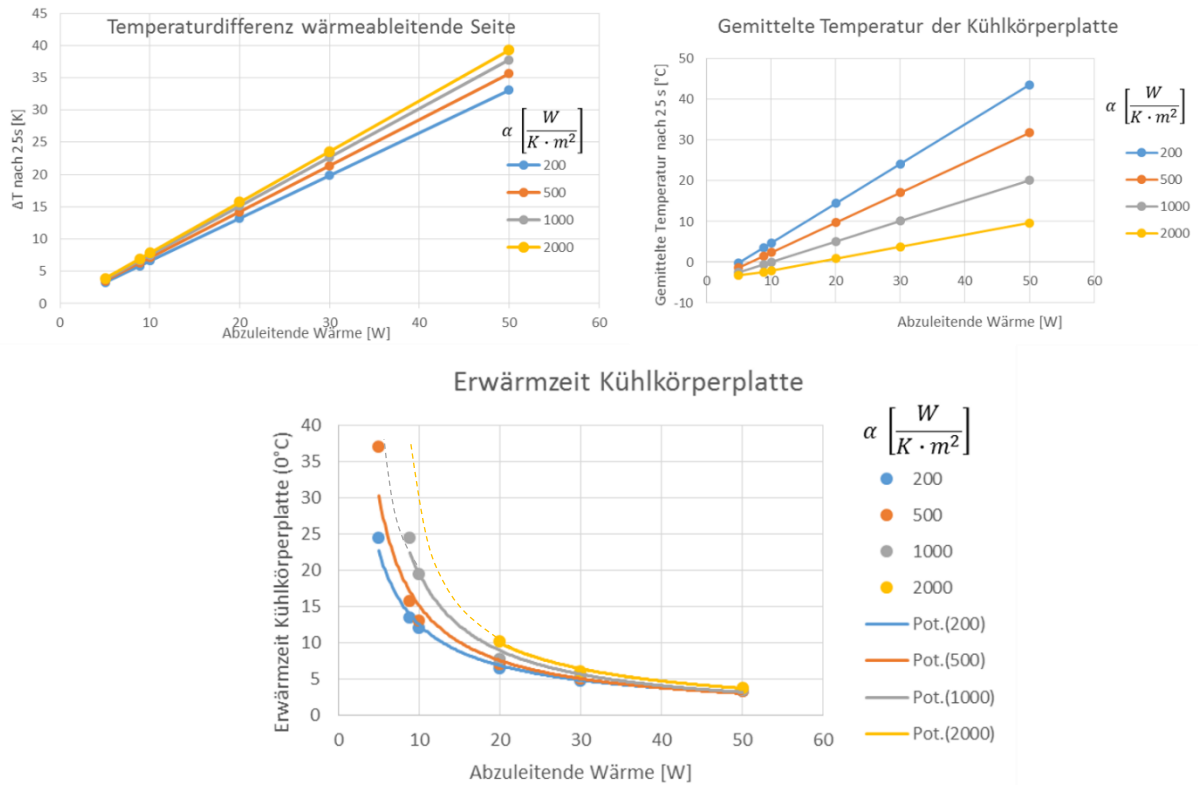 Temperaturdifferenz wärmeableitende Seite
ΔT nach 25s [K]
40
35
30
25
20
15
10
5
0
0 10 20 30 40 50 60
Abzuleitende Wärme [W]
α [W / K · m²]
200
500
1000
2000
Gemittelte Temperatur der Kühlkörperplatte
Gemittelte Temperatur nach 25 s [°C]
50
40
30
20
10
0
-10
0 10 20 30 40 50 60
Abzuleitende Wärme [W]
α [W / K · m²]
200
500
1000
2000
Erwärmzeit Kühlkörperplatte
Erwärmzeit Kühlkörperplatte (0°C)
40
35
30
25
20
15
10
5
0
0 10 20 30 40 50 60
Abzuleitende Wärme [W]
α [W / K · m²]
200
500
1000
2000
Pot.(200)
Pot.(500)
Pot.(1000)
Pot.(2000)